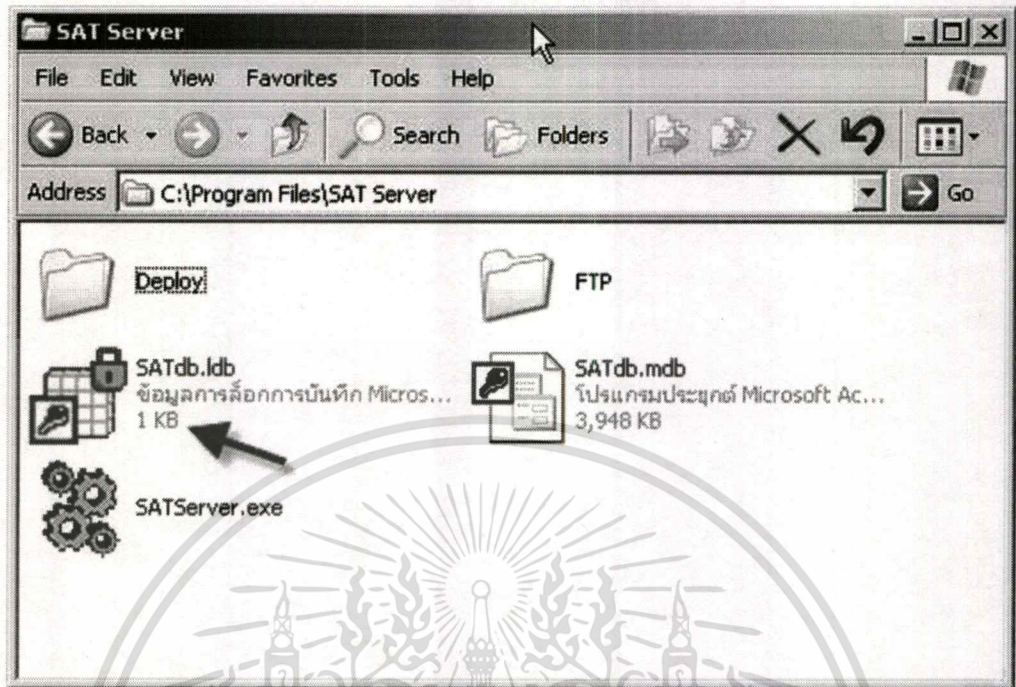 SAT Server
File Edit View Favorites Tools Help
Back Search Folders
Address C:\Program Files\SAT Server Go
Deploy
FTP
SATdb.ldb
ข้อมูลการล็อกการบันทึก Micros...
1 KB
SATdb.mdb
โปรแกรมประยุกต์ Microsoft Ac...
3,948 KB
SATServer.exe